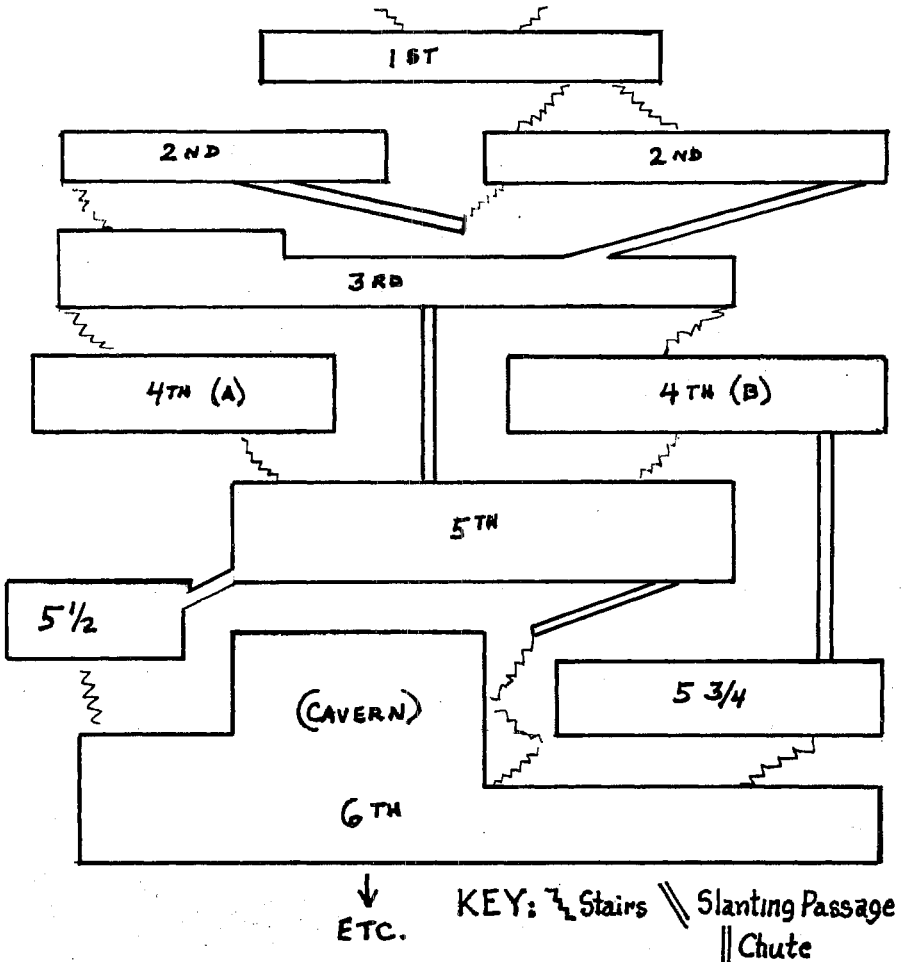 1ST
2ND
2ND
3RD
4TH (A)
4TH (B)
5TH
5 1/2
5 3/4
(CAVERN)
6TH
ETC.
KEY: Stairs Slanting Passage
Chute